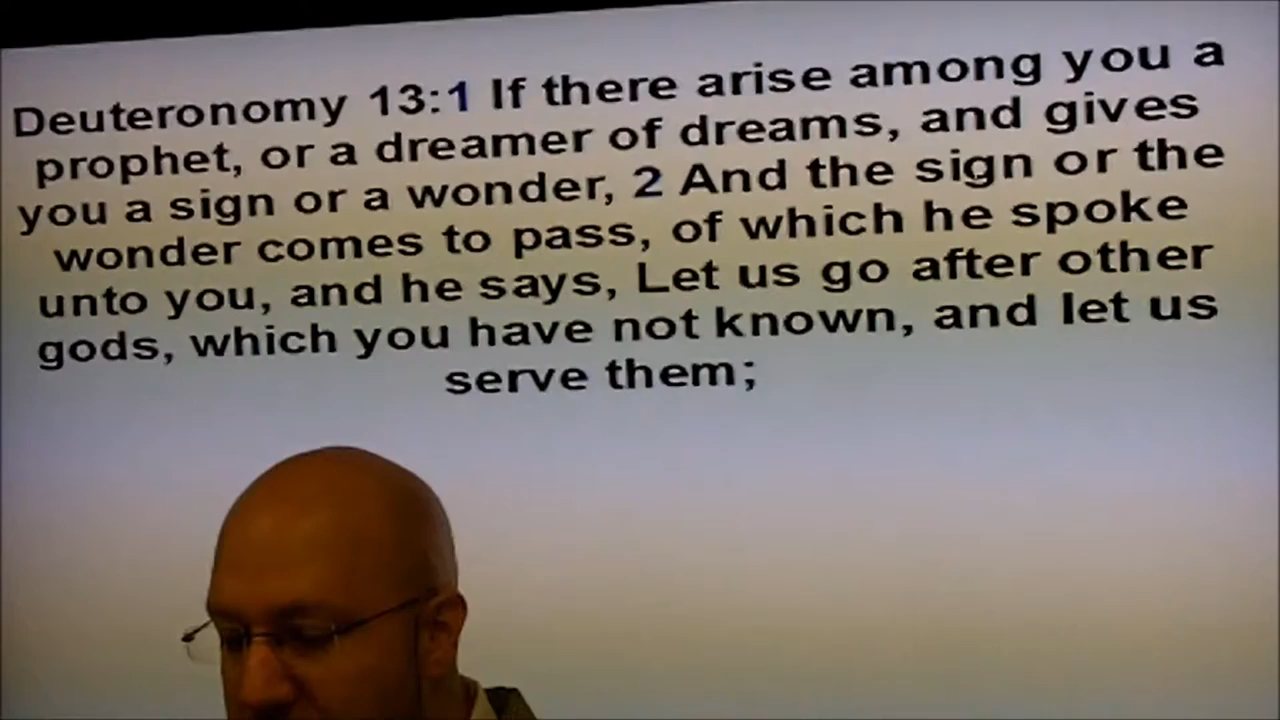 Deuteronomy 13:1 If there arise among you a
prophet, or a dreamer of dreams, and gives
you a sign or a wonder, 2 And the sign or the
wonder comes to pass, of which he spoke
unto you, and he says, Let us go after other
gods, which you have not known, and let us
serve them;